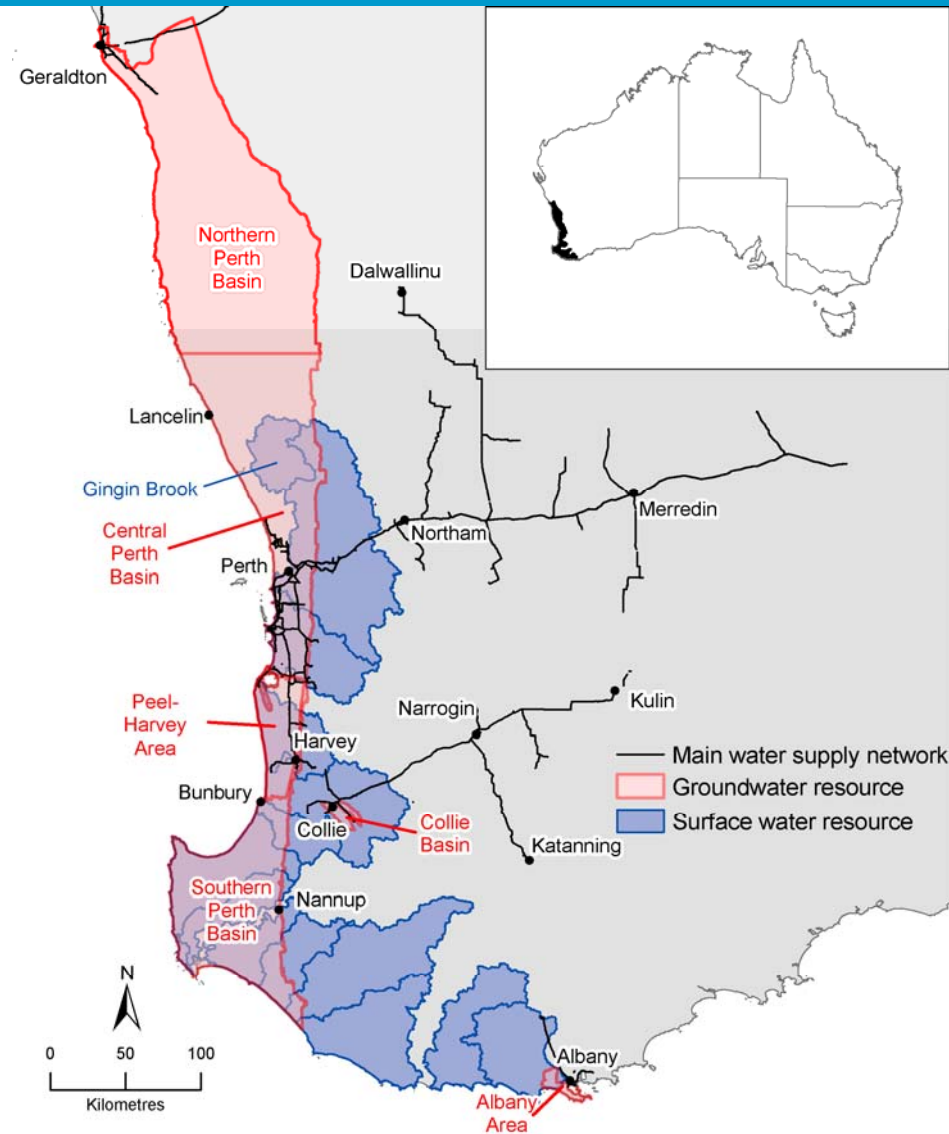 Geraldton
Northern
Perth
Basin
Dalwallinu
Lancelin
Gingin Brook
Central
Perth
Basin
Northam
Merredin
Perth
Peel-
Harvey
Area
Narrogin
Kulin
Harvey
Main water supply network
Groundwater resource
Surface water resource
Bunbury
Collie
Collie
Basin
Katanning
Southern
Perth
Basin
Nannup
N
0 50 100
Kilometres
Albany
Albany
Area